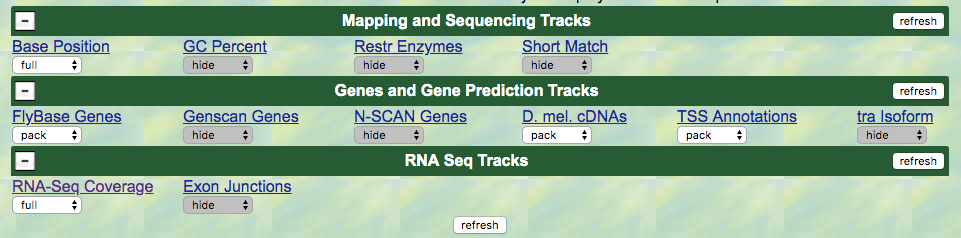 Mapping and Sequencing Tracks refresh
Base Position GC Percent Restr Enzymes Short Match
full hide hide hide
Genes and Gene Prediction Tracks refresh
FlyBase Genes Genscan Genes N-SCAN Genes D. mel. cDNAs TSS Annotations tra Isoform
pack hide hide pack pack hide
RNA Seq Tracks refresh
RNA-Seq Coverage Exon Junctions
full hide
refresh